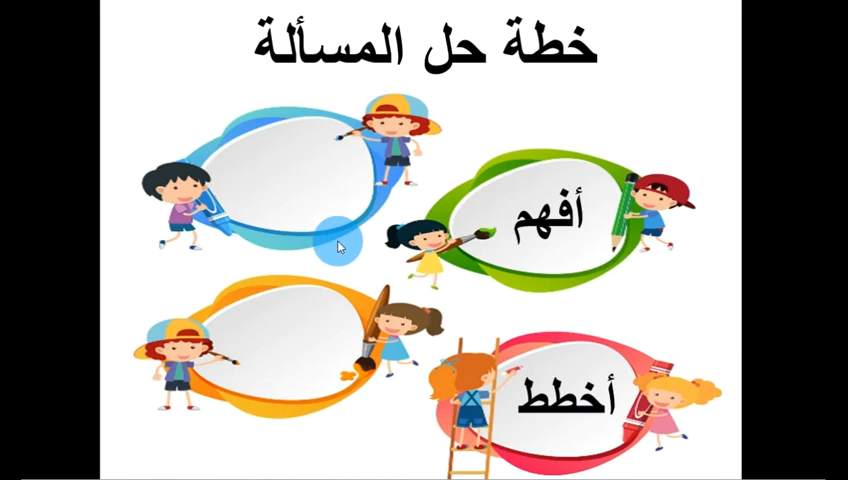 خطة حل المسألة
أفهم
أخطط